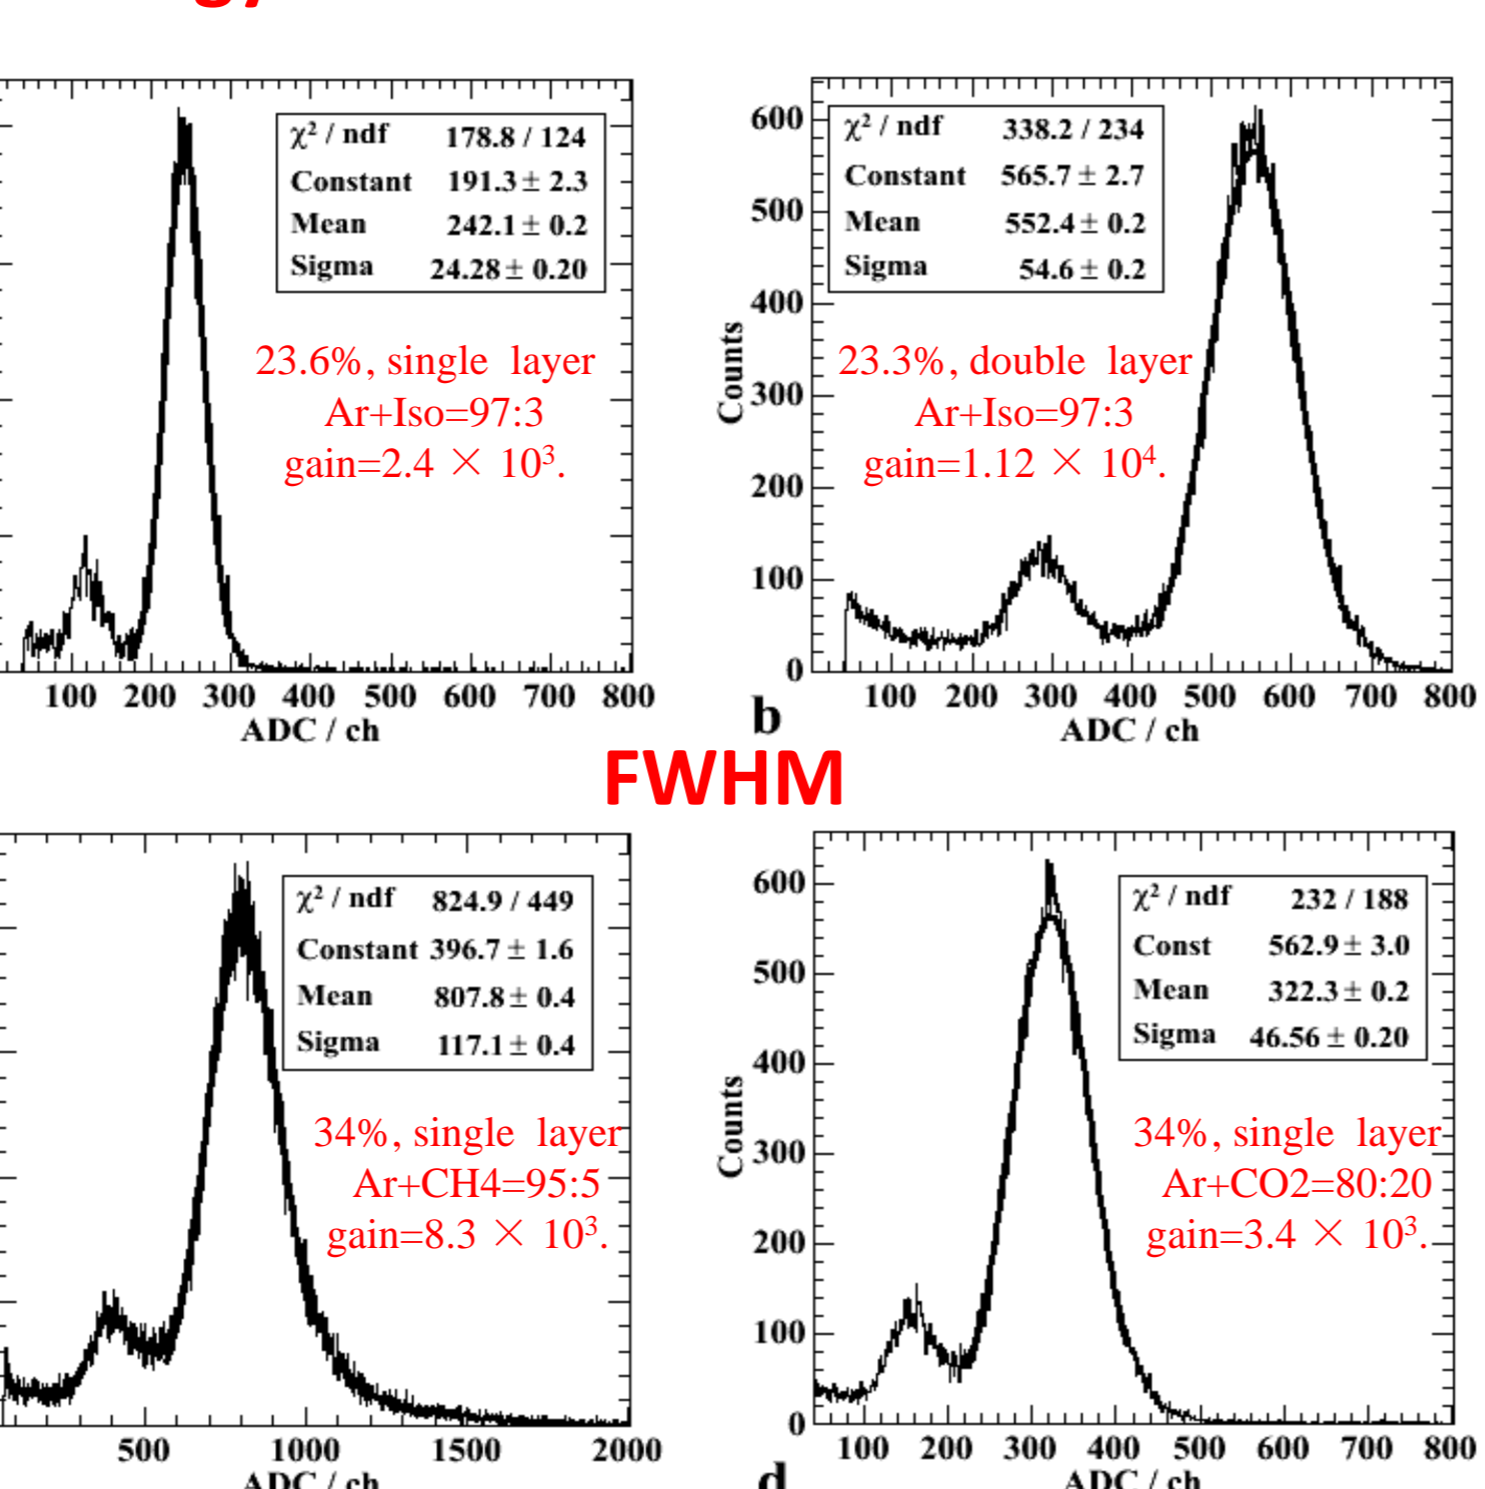 χ² / ndf 178.8 / 124
Constant 191.3 ± 2.3
Mean 242.1 ± 0.2
Sigma 24.28 ± 0.20
23.6%, single layer
Ar+Iso=97:3
gain=2.4 × 10³.
100 200 300 400 500 600 700 800
ADC / ch
600
500
400
300
200
100
0
Counts
χ² / ndf 338.2 / 234
Constant 565.7 ± 2.7
Mean 552.4 ± 0.2
Sigma 54.6 ± 0.2
23.3%, double layer
Ar+Iso=97:3
gain=1.12 × 10⁴.
100 200 300 400 500 600 700 800
b
ADC / ch
FWHM
χ² / ndf 824.9 / 449
Constant 396.7 ± 1.6
Mean 807.8 ± 0.4
Sigma 117.1 ± 0.4
34%, single layer
Ar+CH4=95:5
gain=8.3 × 10³.
500 1000 1500 2000
ADC / ch
600
500
400
300
200
100
0
Counts
χ² / ndf 232 / 188
Const 562.9 ± 3.0
Mean 322.3 ± 0.2
Sigma 46.56 ± 0.20
34%, single layer
Ar+CO2=80:20
gain=3.4 × 10³.
100 200 300 400 500 600 700 800
d
ADC / ch